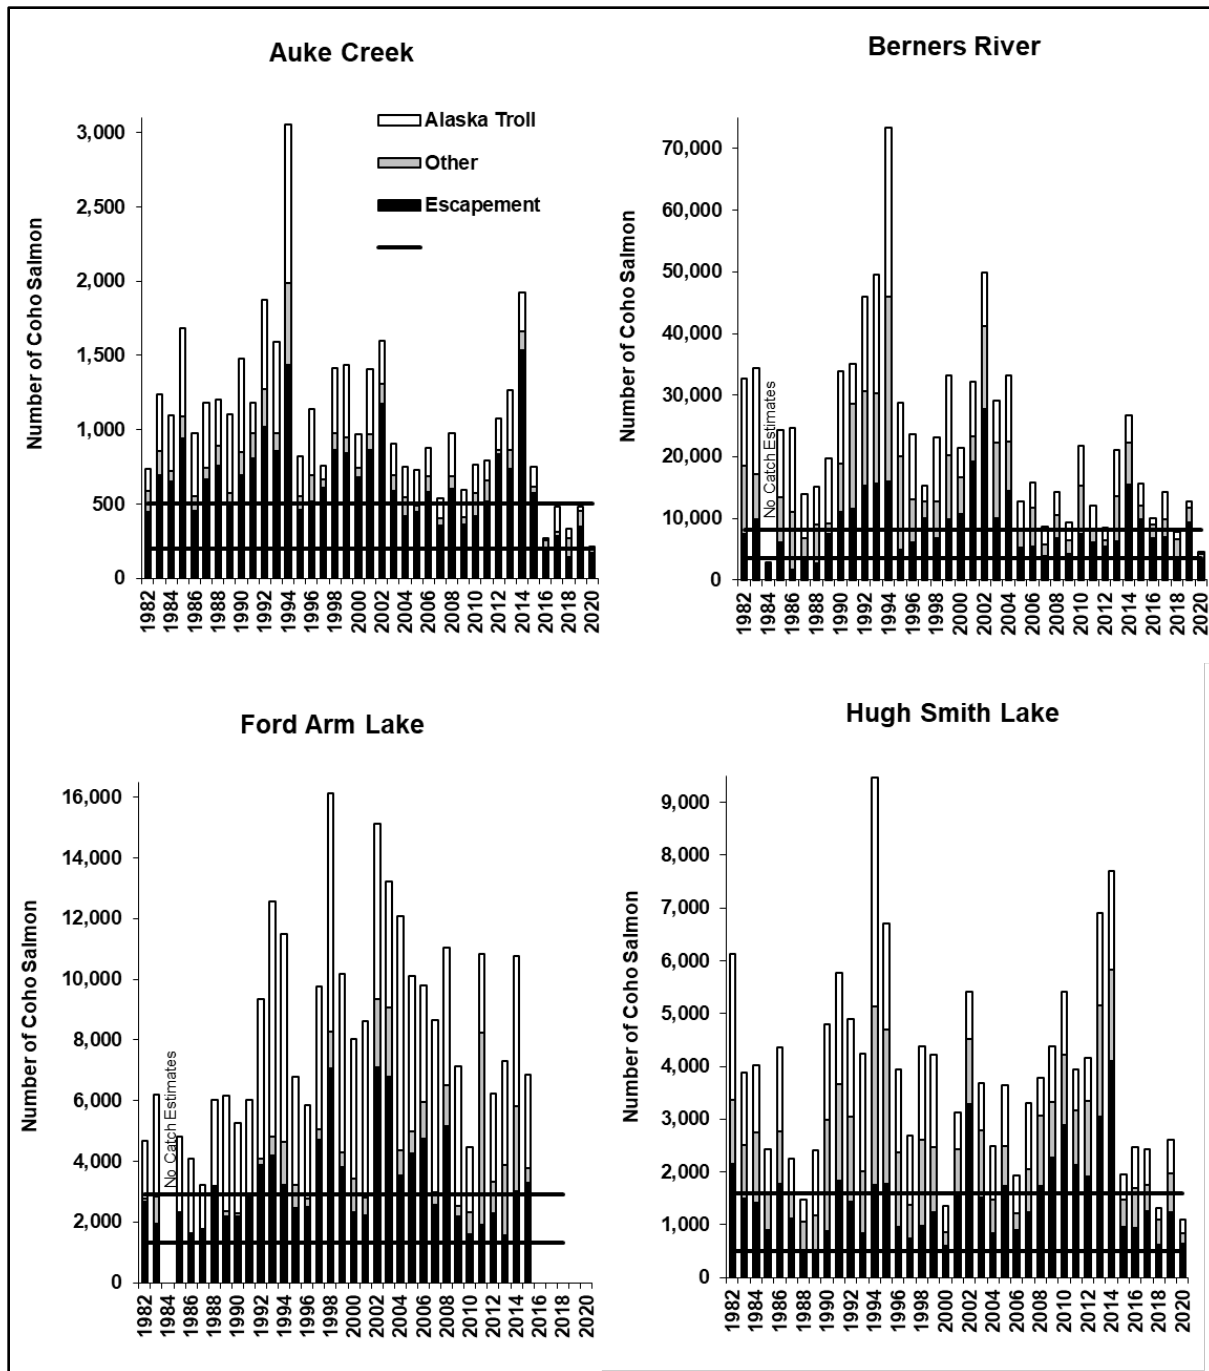 Auke Creek
Number of Coho Salmon
3,000
2,500
2,000
1,500
1,000
500
0
Alaska Troll
Other
Escapement
1982 1984 1986 1988 1990 1992 1994 1996 1998 2000 2002 2004 2006 2008 2010 2012 2014 2016 2018 2020
Berners River
Number of Coho Salmon
70,000
60,000
50,000
40,000
30,000
20,000
10,000
0
No Catch Estimates
1982 1984 1986 1988 1990 1992 1994 1996 1998 2000 2002 2004 2006 2008 2010 2012 2014 2016 2018 2020
Ford Arm Lake
Number of Coho Salmon
16,000
14,000
12,000
10,000
8,000
6,000
4,000
2,000
0
No Catch Estimates
1982 1984 1986 1988 1990 1992 1994 1996 1998 2000 2002 2004 2006 2008 2010 2012 2014 2016 2018 2020
Hugh Smith Lake
Number of Coho Salmon
9,000
8,000
7,000
6,000
5,000
4,000
3,000
2,000
1,000
0
1982 1984 1986 1988 1990 1992 1994 1996 1998 2000 2002 2004 2006 2008 2010 2012 2014 2016 2018 2020